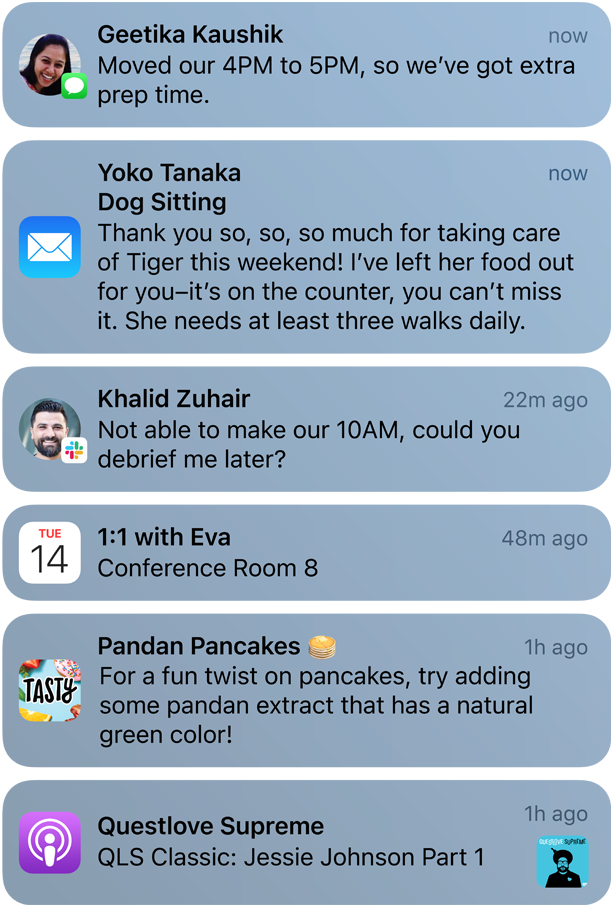 Geetika Kaushik
now
Moved our 4PM to 5PM, so we’ve got extra
prep time.
Yoko Tanaka
now
Dog Sitting
Thank you so, so, so much for taking care
of Tiger this weekend! I’ve left her food out
for you–it’s on the counter, you can’t miss
it. She needs at least three walks daily.
Khalid Zuhair
22m ago
Not able to make our 10AM, could you
debrief me later?
TUE
14
1:1 with Eva
48m ago
Conference Room 8
Pandan Pancakes 🥞
1h ago
TASTY
For a fun twist on pancakes, try adding
some pandan extract that has a natural
green color!
1h ago
Questlove Supreme
QLS Classic: Jessie Johnson Part 1
QUESTLOVE SUPREME